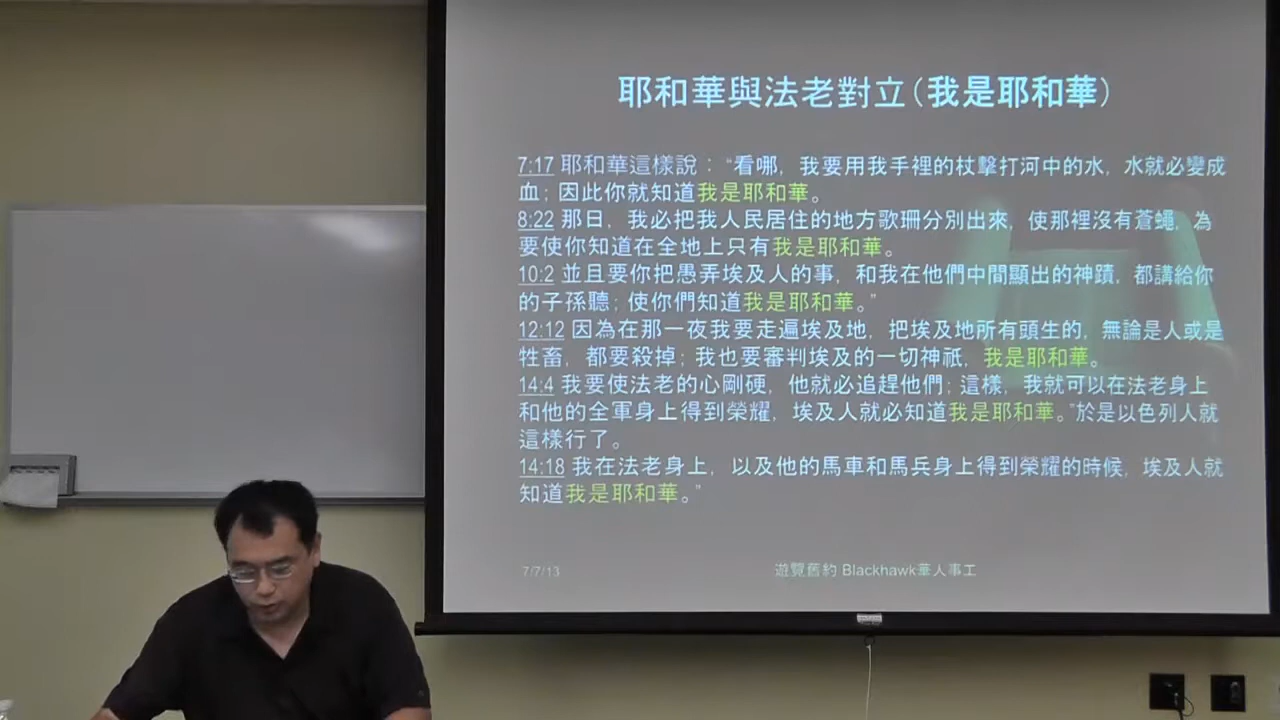 耶和華與法老對立(我是耶和華)
7:17 耶和華這樣說：“看哪，我要用我手裡的杖擊打河中的水，水就必變成
血；因此你就知道我是耶和華。
8:22 那日，我必把我人民居住的地方歌珊分別出來，使那裡沒有蒼蠅，為
要使你知道在全地上只有我是耶和華。
10:2 並且要你把愚弄埃及人的事，和我在他們中間顯出的神蹟，都講給你
的子孫聽；使你們知道我是耶和華。”
12:12 因為在那一夜我要走遍埃及地，把埃及地所有頭生的，無論是人或是
牲畜，都要殺掉；我也要審判埃及的一切神祇，我是耶和華。
14:4 我要使法老的心剛硬，他就必追趕他們；這樣，我就可以在法老身上
和他的全軍身上得到榮耀，埃及人就必知道我是耶和華。”於是以色列人就
這樣行了。
14:18 我在法老身上，以及他的馬車和馬兵身上得到榮耀的時候，埃及人就
知道我是耶和華。”
7/7/13 遊覽舊約 Blackhawk華人事工